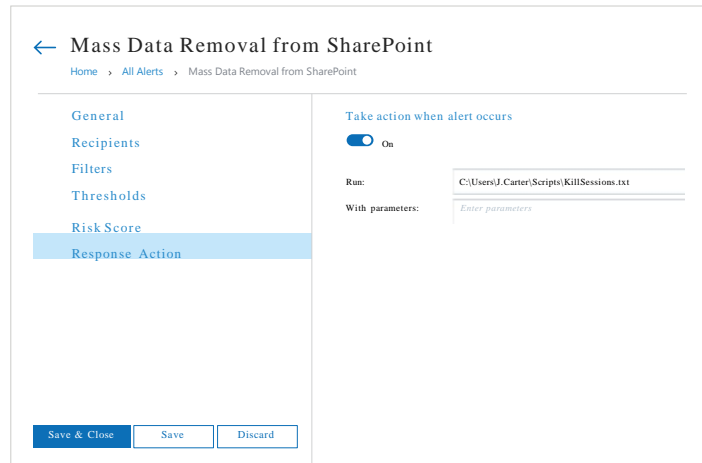 Mass Data Removal from SharePoint
Home › All Alerts › Mass Data Removal from SharePoint
General
Recipients
Filters
Thresholds
Risk Score
Response Action
Take action when alert occurs
On
Run: C:\Users\J.Carter\Scripts\KillSessions.txt
With parameters: Enter parameters
Save & Close Save Discard